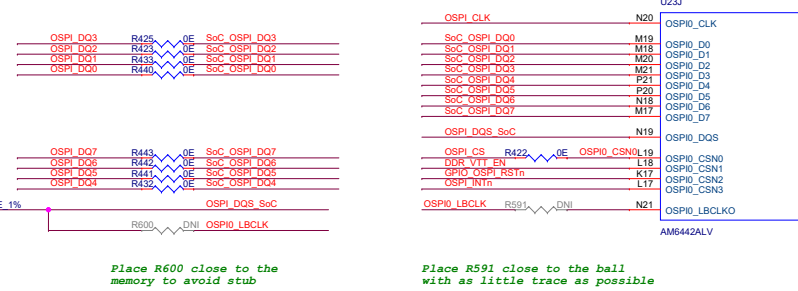 U23J
OSPI_CLK N20 OSPI0_CLK
OSPI_DQ3 R425 0E SoC_OSPI_DQ3
OSPI_DQ2 R423 0E SoC_OSPI_DQ2
OSPI_DQ1 R433 0E SoC_OSPI_DQ1
OSPI_DQ0 R440 0E SoC_OSPI_DQ0
SoC_OSPI_DQ0 M19 OSPI0_D0
SoC_OSPI_DQ1 M18 OSPI0_D1
SoC_OSPI_DQ2 M20 OSPI0_D2
SoC_OSPI_DQ3 M21 OSPI0_D3
SoC_OSPI_DQ4 P21 OSPI0_D4
SoC_OSPI_DQ5 P20 OSPI0_D5
SoC_OSPI_DQ6 N18 OSPI0_D6
SoC_OSPI_DQ7 M17 OSPI0_D7
OSPI_DQS_SoC N19 OSPI0_DQS
OSPI_DQ7 R443 0E SoC_OSPI_DQ7
OSPI_DQ6 R442 0E SoC_OSPI_DQ6
OSPI_DQ5 R441 0E SoC_OSPI_DQ5
OSPI_DQ4 R432 0E SoC_OSPI_DQ4
OSPI_CS R422 0E OSPI0_CSN0 L19 OSPI0_CSN0
DDR_VTT_EN L18 OSPI0_CSN1
GPIO_OSPI_RSTn K17 OSPI0_CSN2
OSPI_INTn L17 OSPI0_CSN3
E 1% OSPI_DQS_SoC
R600 DNI OSPI0_LBCLK
OSPI0_LBCLK R591 DNI N21 OSPI0_LBCLKO
AM6442ALV
Place R600 close to the
memory to avoid stub
Place R591 close to the ball
with as little trace as possible